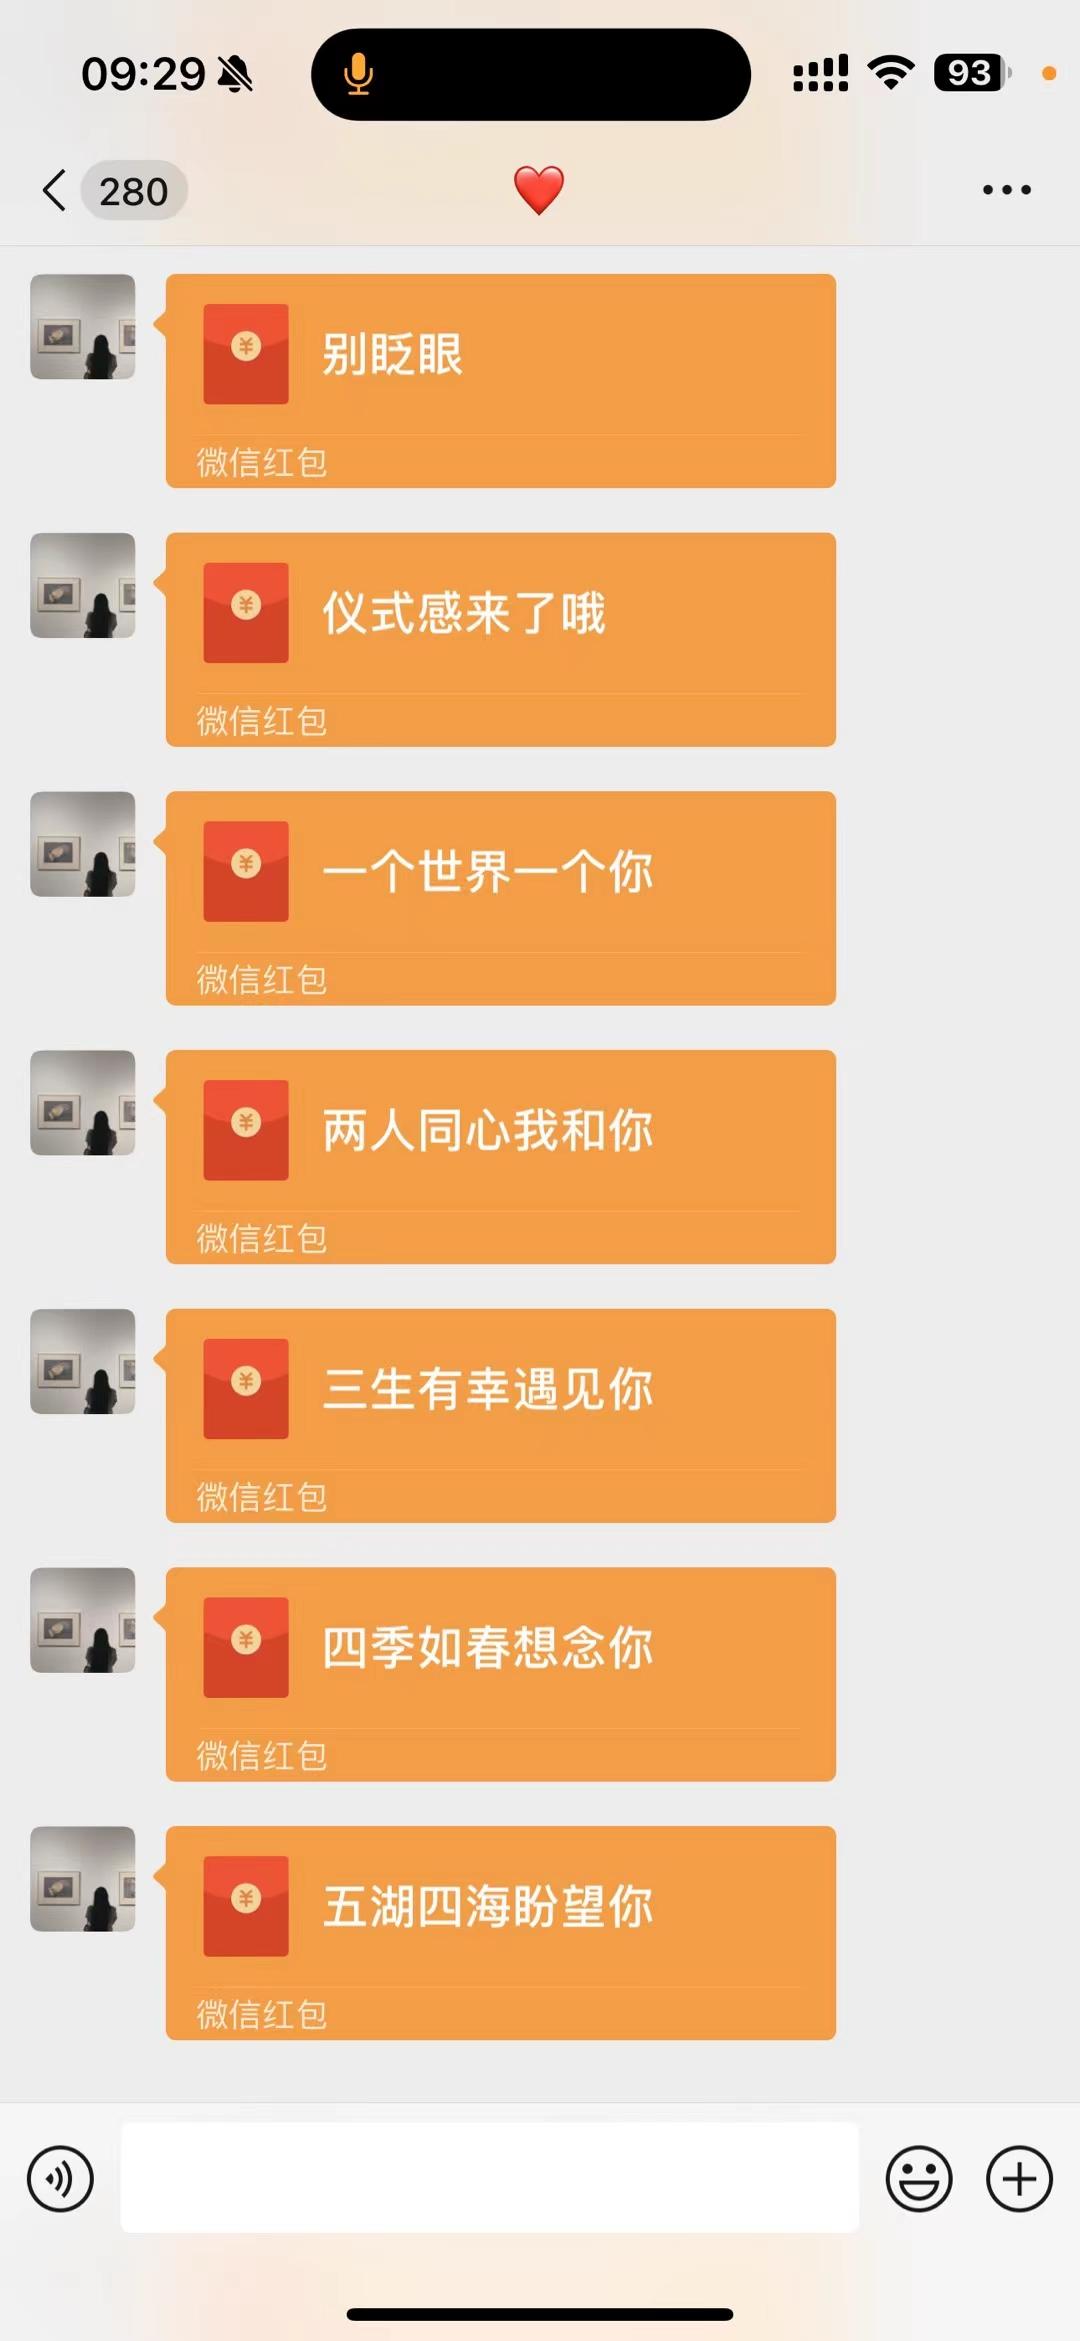 09:29
93
280
别眨眼
微信红包
仪式感来了哦
微信红包
一个世界一个你
微信红包
两人同心我和你
微信红包
三生有幸遇见你
微信红包
四季如春想念你
微信红包
五湖四海盼望你
微信红包